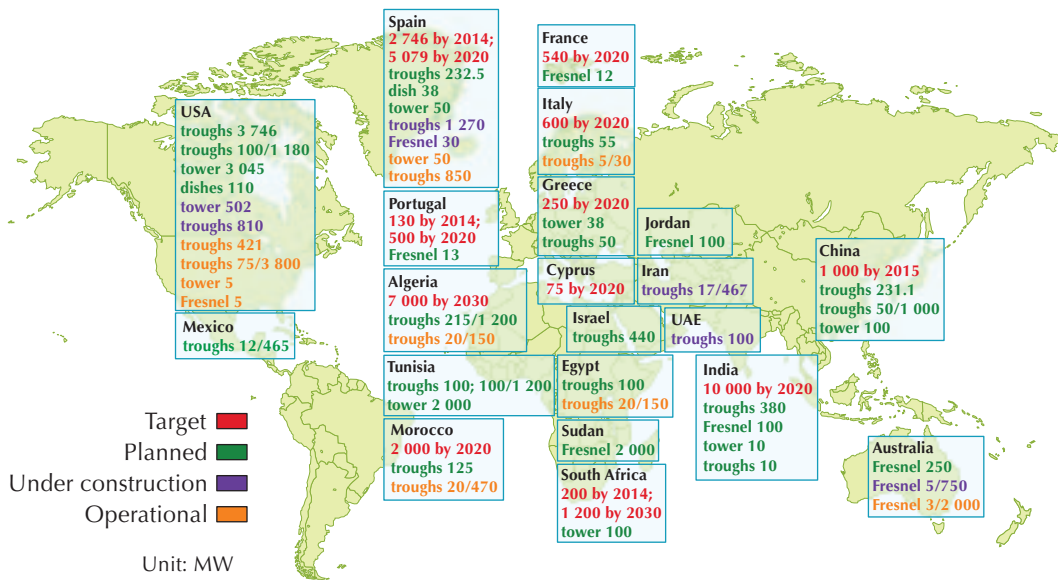 USA
troughs 3 746
troughs 100/1 180
tower 3 045
dishes 110
tower 502
troughs 810
troughs 421
troughs 75/3 800
tower 5
Fresnel 5
Mexico
troughs 12/465
Spain
2 746 by 2014;
5 079 by 2020
troughs 232.5
dish 38
tower 50
troughs 1 270
Fresnel 30
tower 50
troughs 850
Portugal
130 by 2014;
500 by 2020
Fresnel 13
Algeria
7 000 by 2030
troughs 215/1 200
troughs 20/150
Tunisia
troughs 100; 100/1 200
tower 2 000
Morocco
2 000 by 2020
troughs 125
troughs 20/470
France
540 by 2020
Fresnel 12
Italy
600 by 2020
troughs 55
troughs 5/30
Greece
250 by 2020
tower 38
troughs 50
Cyprus
75 by 2020
Jordan
Fresnel 100
Iran
troughs 17/467
Israel
troughs 440
UAE
troughs 100
Egypt
troughs 100
troughs 20/150
Sudan
Fresnel 2 000
South Africa
200 by 2014;
1 200 by 2030
tower 100
China
1 000 by 2015
troughs 231.1
troughs 50/1 000
tower 100
India
10 000 by 2020
troughs 380
Fresnel 100
tower 10
troughs 10
Australia
Fresnel 250
Fresnel 5/750
Fresnel 3/2 000
Target
Planned
Under construction
Operational
Unit: MW